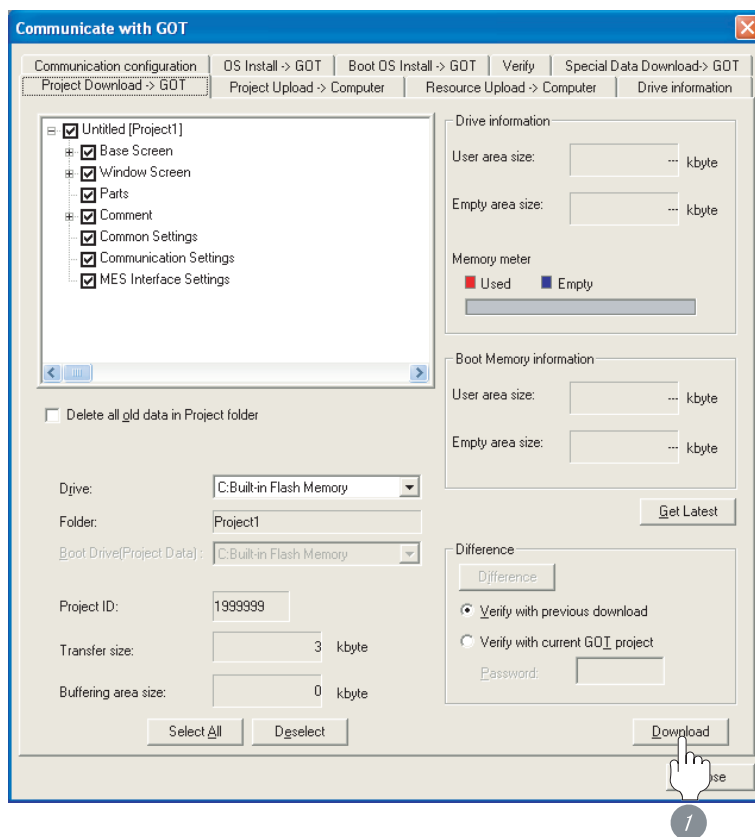 Communicate with GOT
Communication configuration OS Install -> GOT Boot OS Install -> GOT Verify Special Data Download-> GOT
Project Download -> GOT Project Upload -> Computer Resource Upload -> Computer Drive information
Untitled [Project1]
Base Screen
Window Screen
Parts
Comment
Common Settings
Communication Settings
MES Interface Settings
Delete all old data in Project folder
Drive: C:Built-in Flash Memory
Folder: Project1
Boot Drive(Project Data) : C:Built-in Flash Memory
Project ID: 1999999
Transfer size: 3 kbyte
Buffering area size: 0 kbyte
Select All Deselect
Drive information
User area size: --- kbyte
Empty area size: --- kbyte
Memory meter
Used Empty
Boot Memory information
User area size: --- kbyte
Empty area size: --- kbyte
Get Latest
Difference
Difference
Verify with previous download
Verify with current GOT project
Password:
Download
1